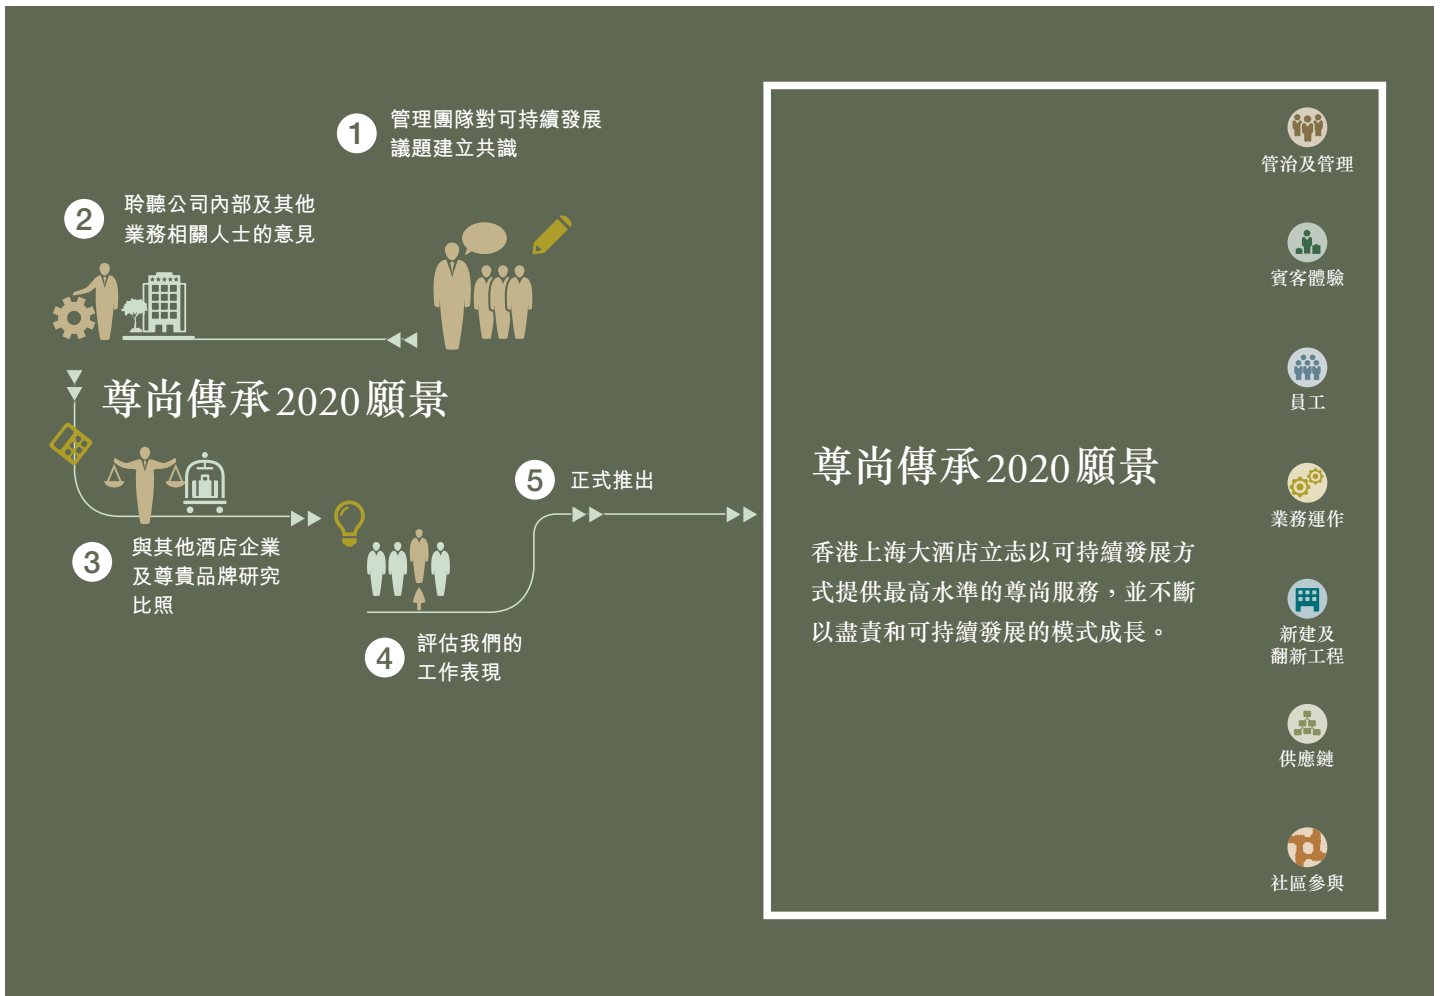 1
管理團隊對可持續發展
議題建立共識
2
聆聽公司內部及其他
業務相關人士的意見
尊尚傳承2020願景
3
與其他酒店企業
及尊貴品牌研究
比照
4
評估我們的
工作表現
5
正式推出
尊尚傳承2020願景
香港上海大酒店立志以可持續發展方
式提供最高水準的尊尚服務，並不斷
以盡責和可持續發展的模式成長。
管治及管理
賓客體驗
員工
業務運作
新建及
翻新工程
供應鏈
社區參與